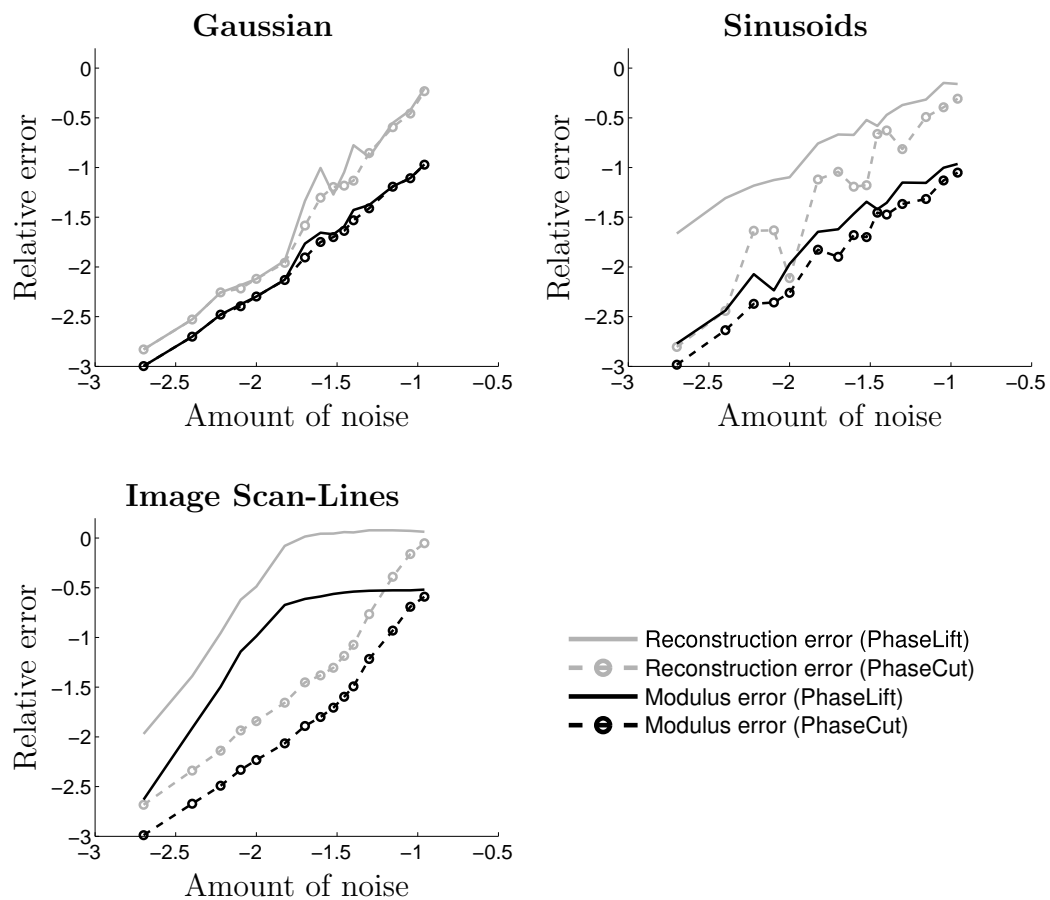 Gaussian
0
−0.5
−1
−1.5
−2
−2.5
−3
−3 −2.5 −2 −1.5 −1 −0.5
Relative error
Amount of noise
Sinusoids
0
−0.5
−1
−1.5
−2
−2.5
−3
−3 −2.5 −2 −1.5 −1 −0.5
Relative error
Amount of noise
Image Scan-Lines
0
−0.5
−1
−1.5
−2
−2.5
−3
−3 −2.5 −2 −1.5 −1 −0.5
Relative error
Amount of noise
Reconstruction error (PhaseLift)
Reconstruction error (PhaseCut)
Modulus error (PhaseLift)
Modulus error (PhaseCut)